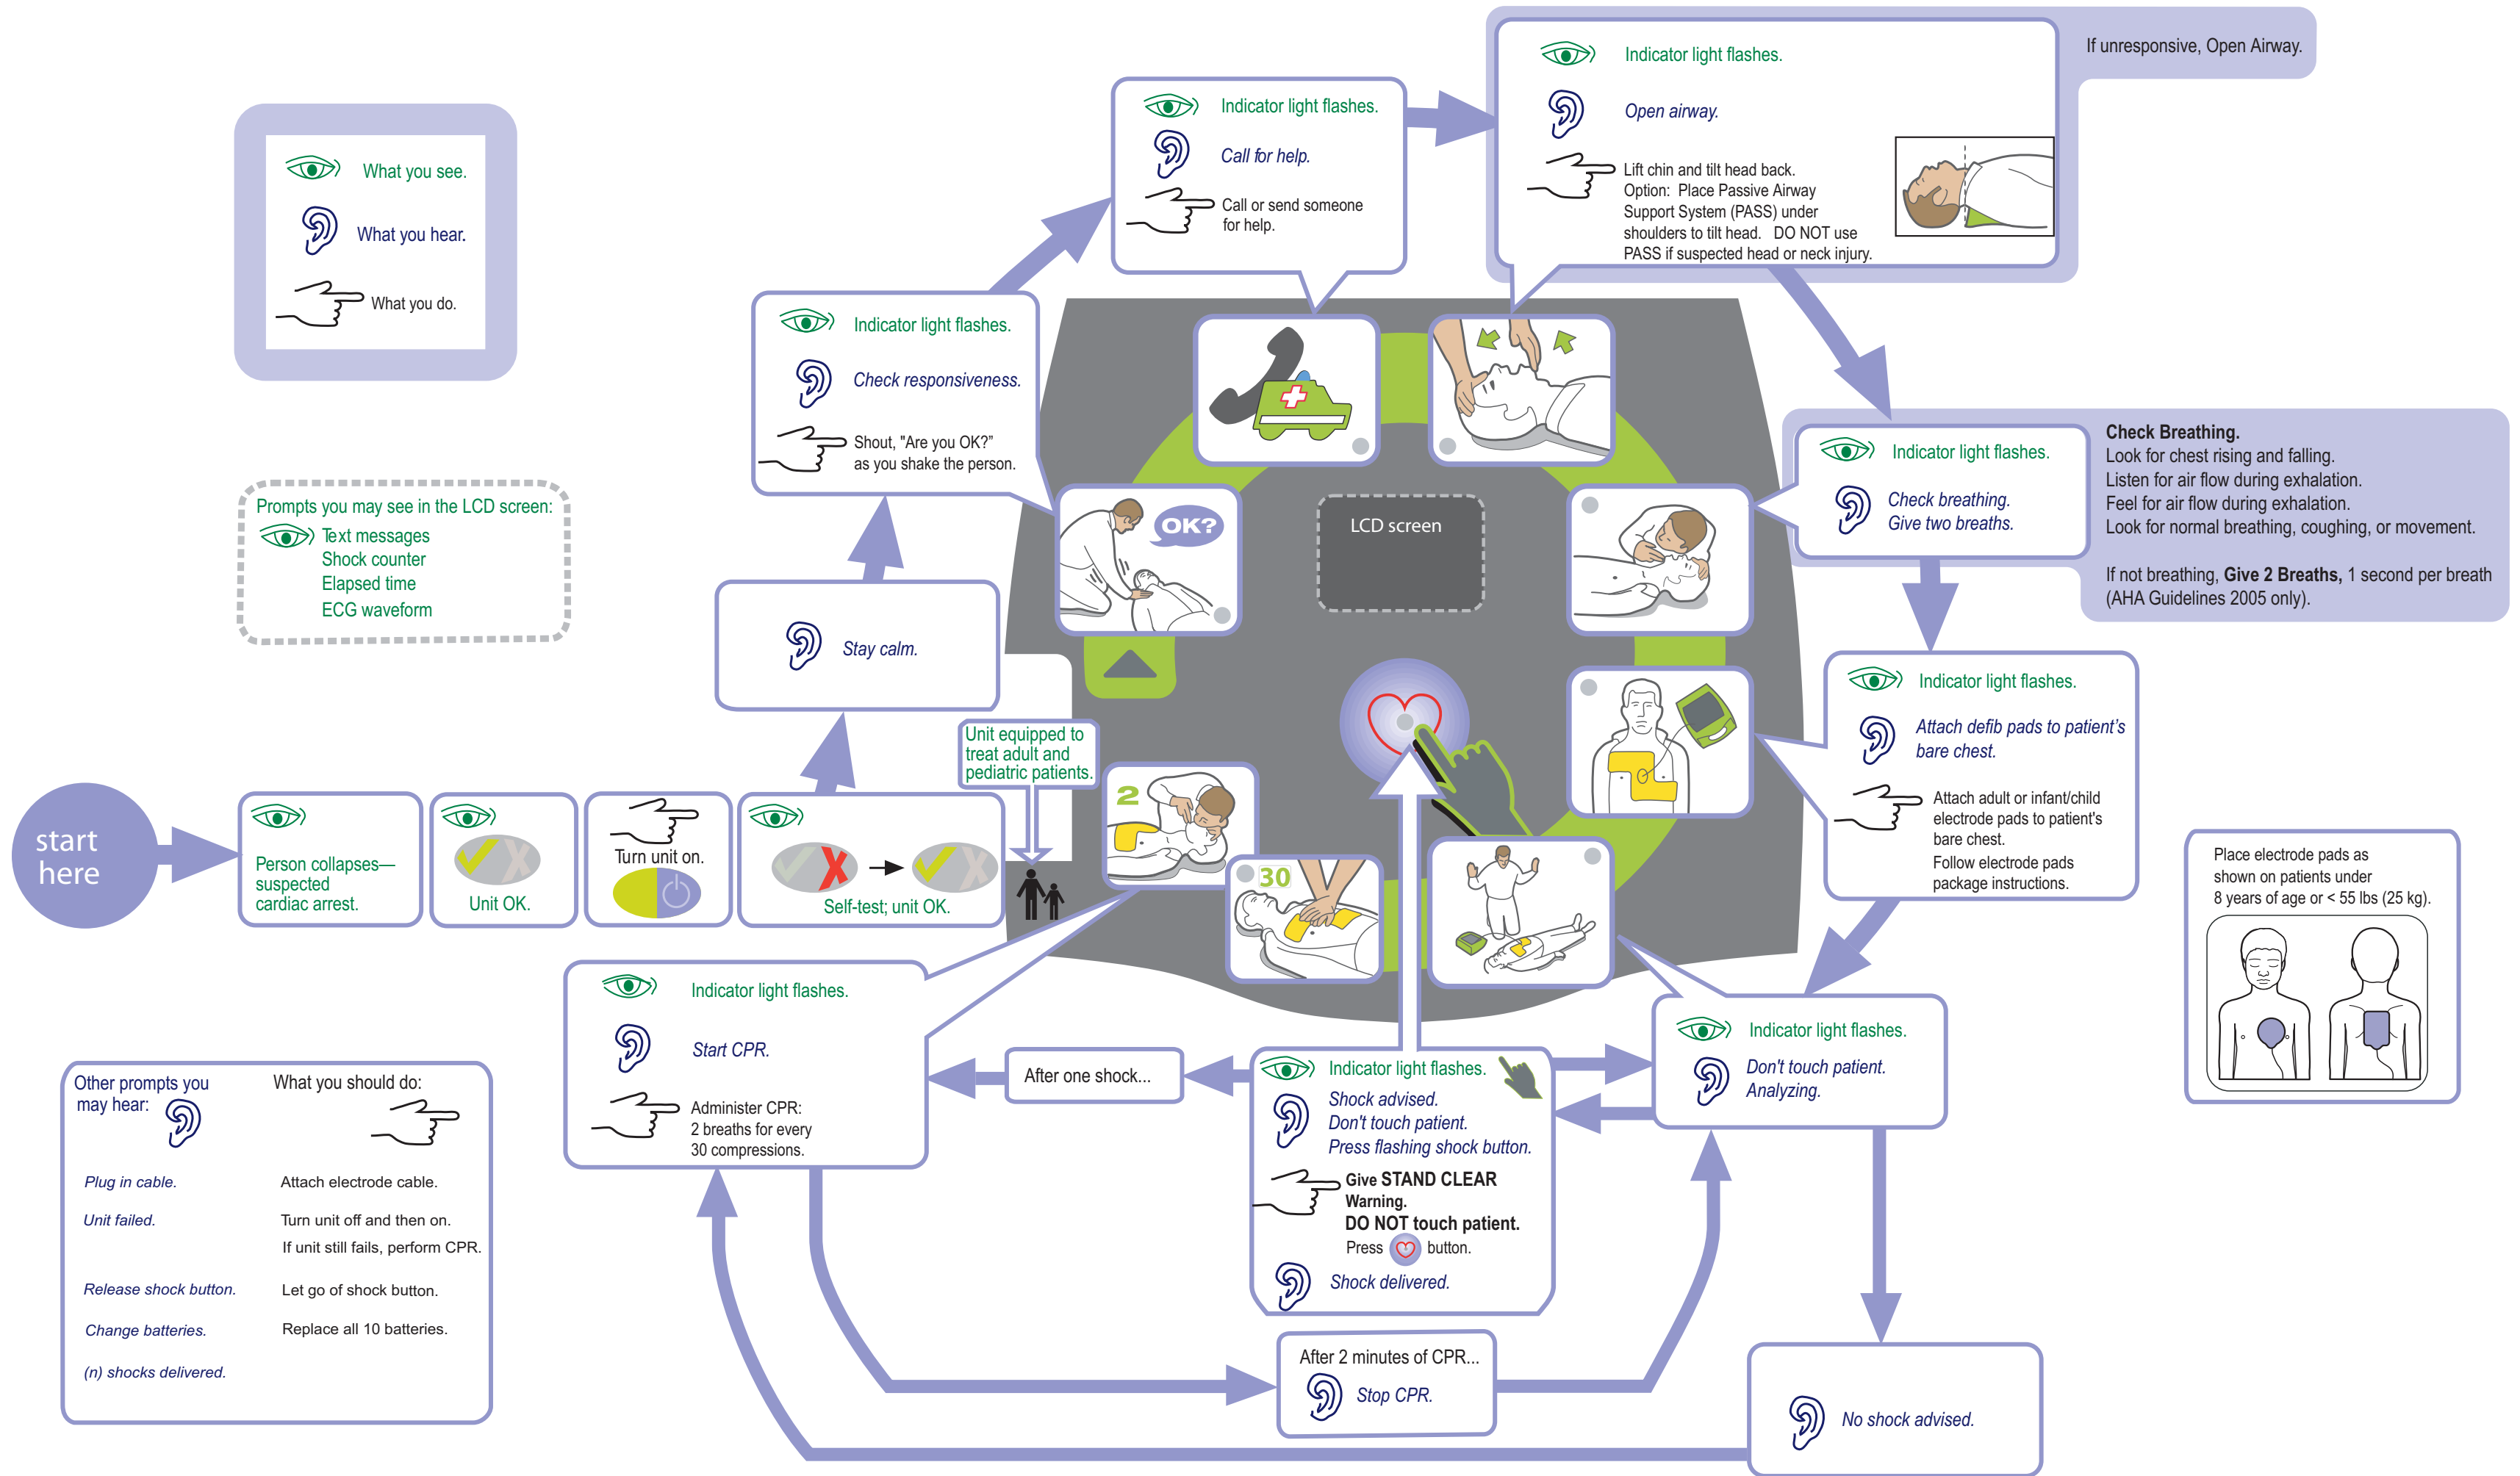 What you see.
What you hear.
What you do.
Prompts you may see in the LCD screen:
Text messages
Shock counter
Elapsed time
ECG waveform
start
here
Person collapses—
suspected
cardiac arrest.
Unit OK.
Turn unit on.
Self-test; unit OK.
Unit equipped to
treat adult and
pediatric patients.
Stay calm.
Indicator light flashes.
Check responsiveness.
Shout, "Are you OK?”
as you shake the person.
Indicator light flashes.
Call for help.
Call or send someone
for help.
Indicator light flashes.
Open airway.
Lift chin and tilt head back.
Option: Place Passive Airway
Support System (PASS) under
shoulders to tilt head. DO NOT use
PASS if suspected head or neck injury.
If unresponsive, Open Airway.
OK?
LCD screen
Indicator light flashes.
Check breathing.
Give two breaths.
Check Breathing.
Look for chest rising and falling.
Listen for air flow during exhalation.
Feel for air flow during exhalation.
Look for normal breathing, coughing, or movement.
If not breathing, Give 2 Breaths, 1 second per breath
(AHA Guidelines 2005 only).
Indicator light flashes.
Attach defib pads to patient’s
bare chest.
Attach adult or infant/child
electrode pads to patient's
bare chest.
Follow electrode pads
package instructions.
Place electrode pads as
shown on patients under
8 years of age or < 55 lbs (25 kg).
2
30
Indicator light flashes.
Don't touch patient.
Analyzing.
Indicator light flashes.
Shock advised.
Don't touch patient.
Press flashing shock button.
Give STAND CLEAR
Warning.
DO NOT touch patient.
Press button.
Shock delivered.
After one shock...
Indicator light flashes.
Start CPR.
Administer CPR:
2 breaths for every
30 compressions.
After 2 minutes of CPR...
Stop CPR.
No shock advised.
Other prompts you
may hear:
What you should do:
Plug in cable.
Attach electrode cable.
Unit failed.
Turn unit off and then on.
If unit still fails, perform CPR.
Release shock button.
Let go of shock button.
Change batteries.
Replace all 10 batteries.
(n) shocks delivered.